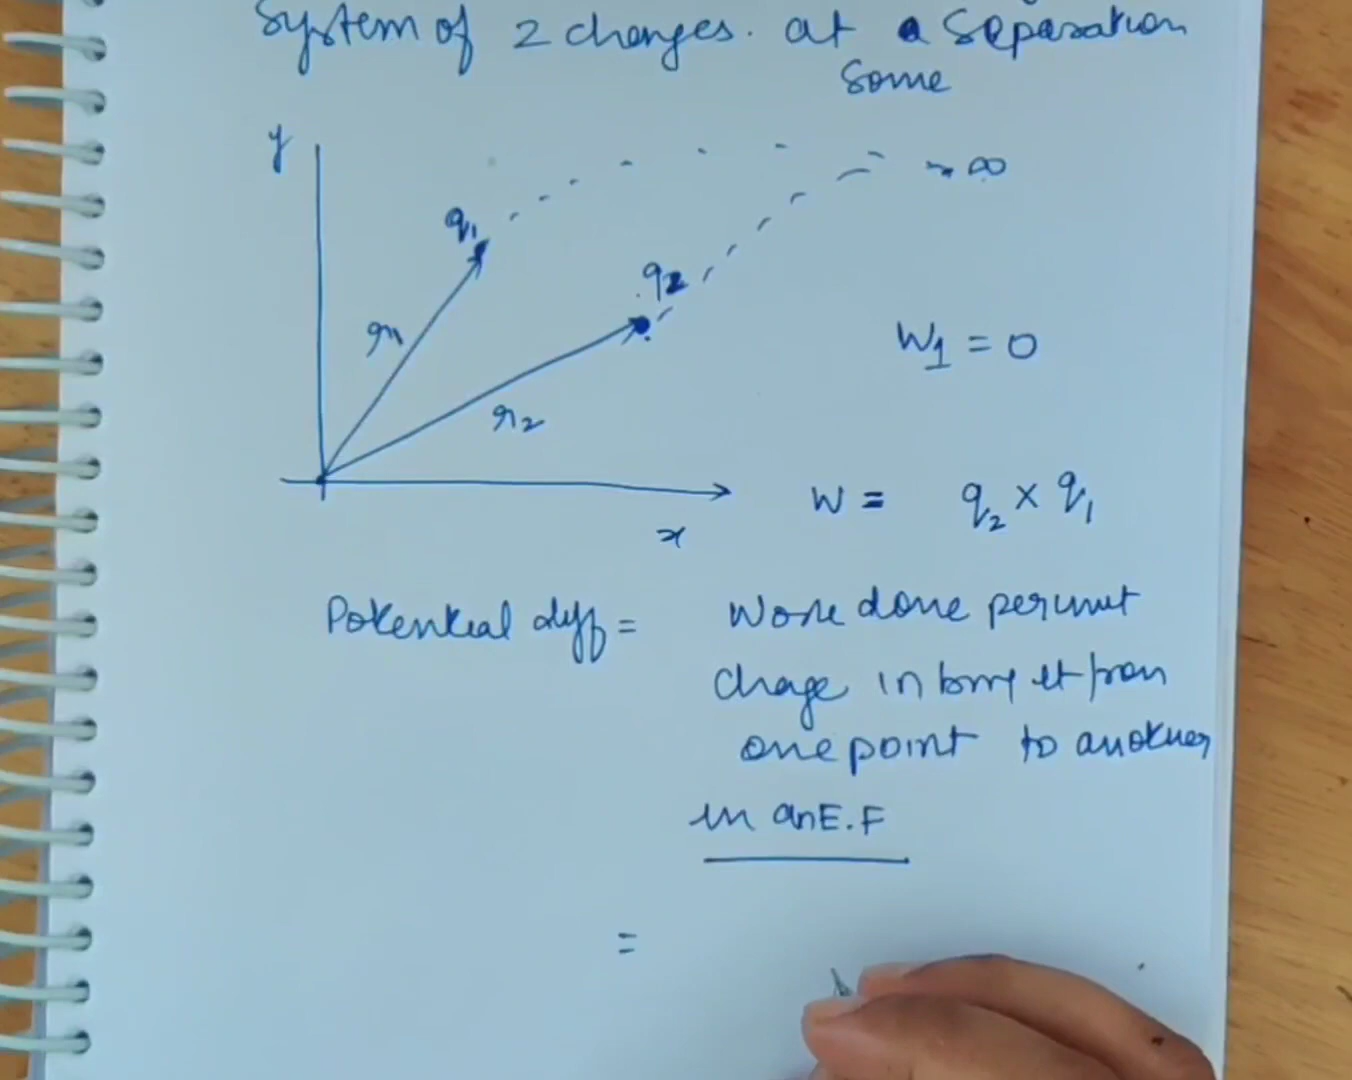 System of 2 charges. at a separation
some
y
q1
∞
q2
r1
W1 = 0
r2
W = q2 × q1
x
Potential diff = Work done per unit
charge in bring it from
one point to another
in an E.F
=